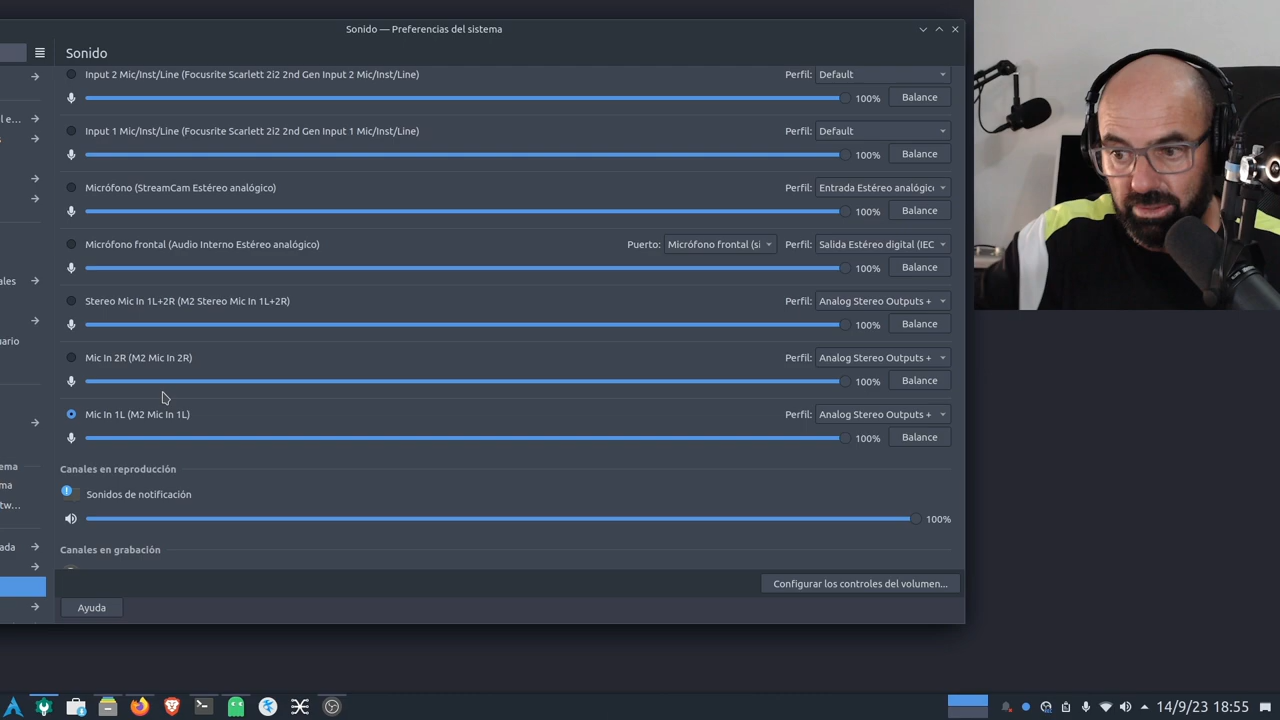 Sonido — Preferencias del sistema
Sonido
Input 2 Mic/Inst/Line (Focusrite Scarlett 2i2 2nd Gen Input 2 Mic/Inst/Line)
Perfil: Default
100% Balance
Input 1 Mic/Inst/Line (Focusrite Scarlett 2i2 2nd Gen Input 1 Mic/Inst/Line)
Perfil: Default
100% Balance
Micrófono (StreamCam Estéreo analógico)
Perfil: Entrada Estéreo analógic
100% Balance
Micrófono frontal (Audio Interno Estéreo analógico)
Puerto: Micrófono frontal (si Perfil: Salida Estéreo digital (IEC
100% Balance
Stereo Mic In 1L+2R (M2 Stereo Mic In 1L+2R)
Perfil: Analog Stereo Outputs +
100% Balance
Mic In 2R (M2 Mic In 2R)
Perfil: Analog Stereo Outputs +
100% Balance
Mic In 1L (M2 Mic In 1L)
Perfil: Analog Stereo Outputs +
100% Balance
Canales en reproducción
Sonidos de notificación
100%
Canales en grabación
Configurar los controles del volumen...
Ayuda
l e...
ales
uario
ema
ma
tw...
ada
14/9/23 18:55